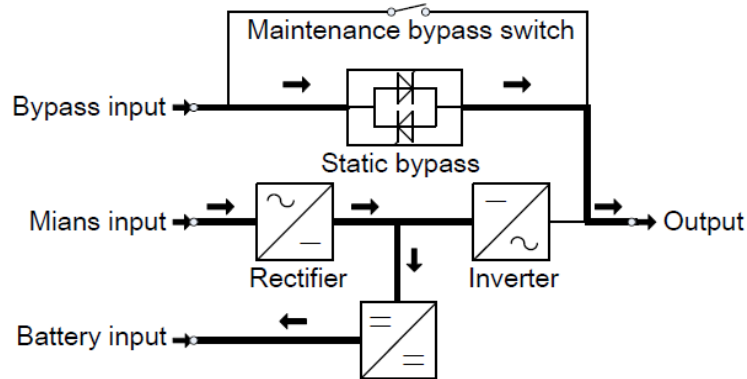 Maintenance bypass switch
Bypass input
Static bypass
Mians input
Output
Rectifier
Inverter
Battery input